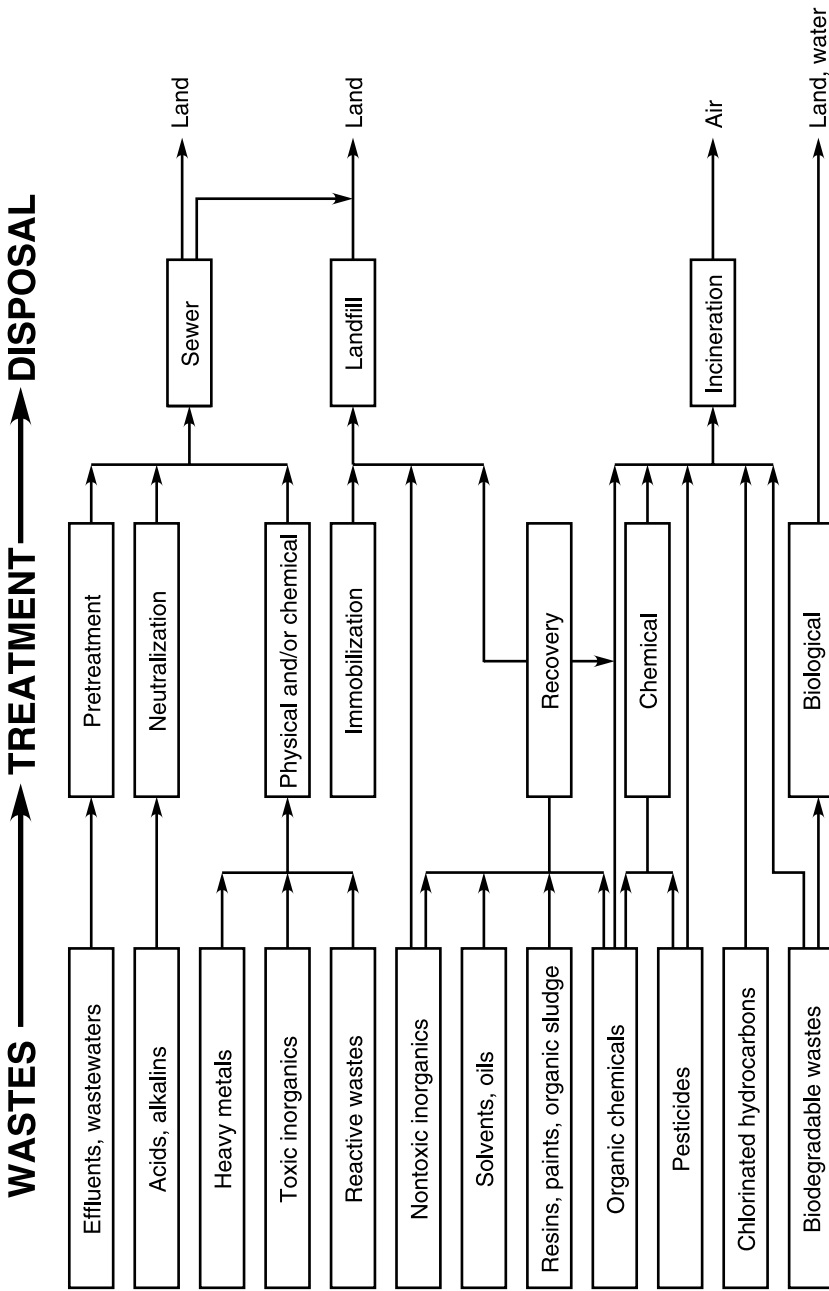 WASTES
TREATMENT
DISPOSAL
Effluents, wastewaters
Acids, alkalins
Heavy metals
Toxic inorganics
Reactive wastes
Nontoxic inorganics
Solvents, oils
Resins, paints, organic sludge
Organic chemicals
Pesticides
Chlorinated hydrocarbons
Biodegradable wastes
Pretreatment
Neutralization
Physical and/or chemical
Immobilization
Recovery
Chemical
Biological
Sewer
Landfill
Incineration
Land
Land
Air
Land, water